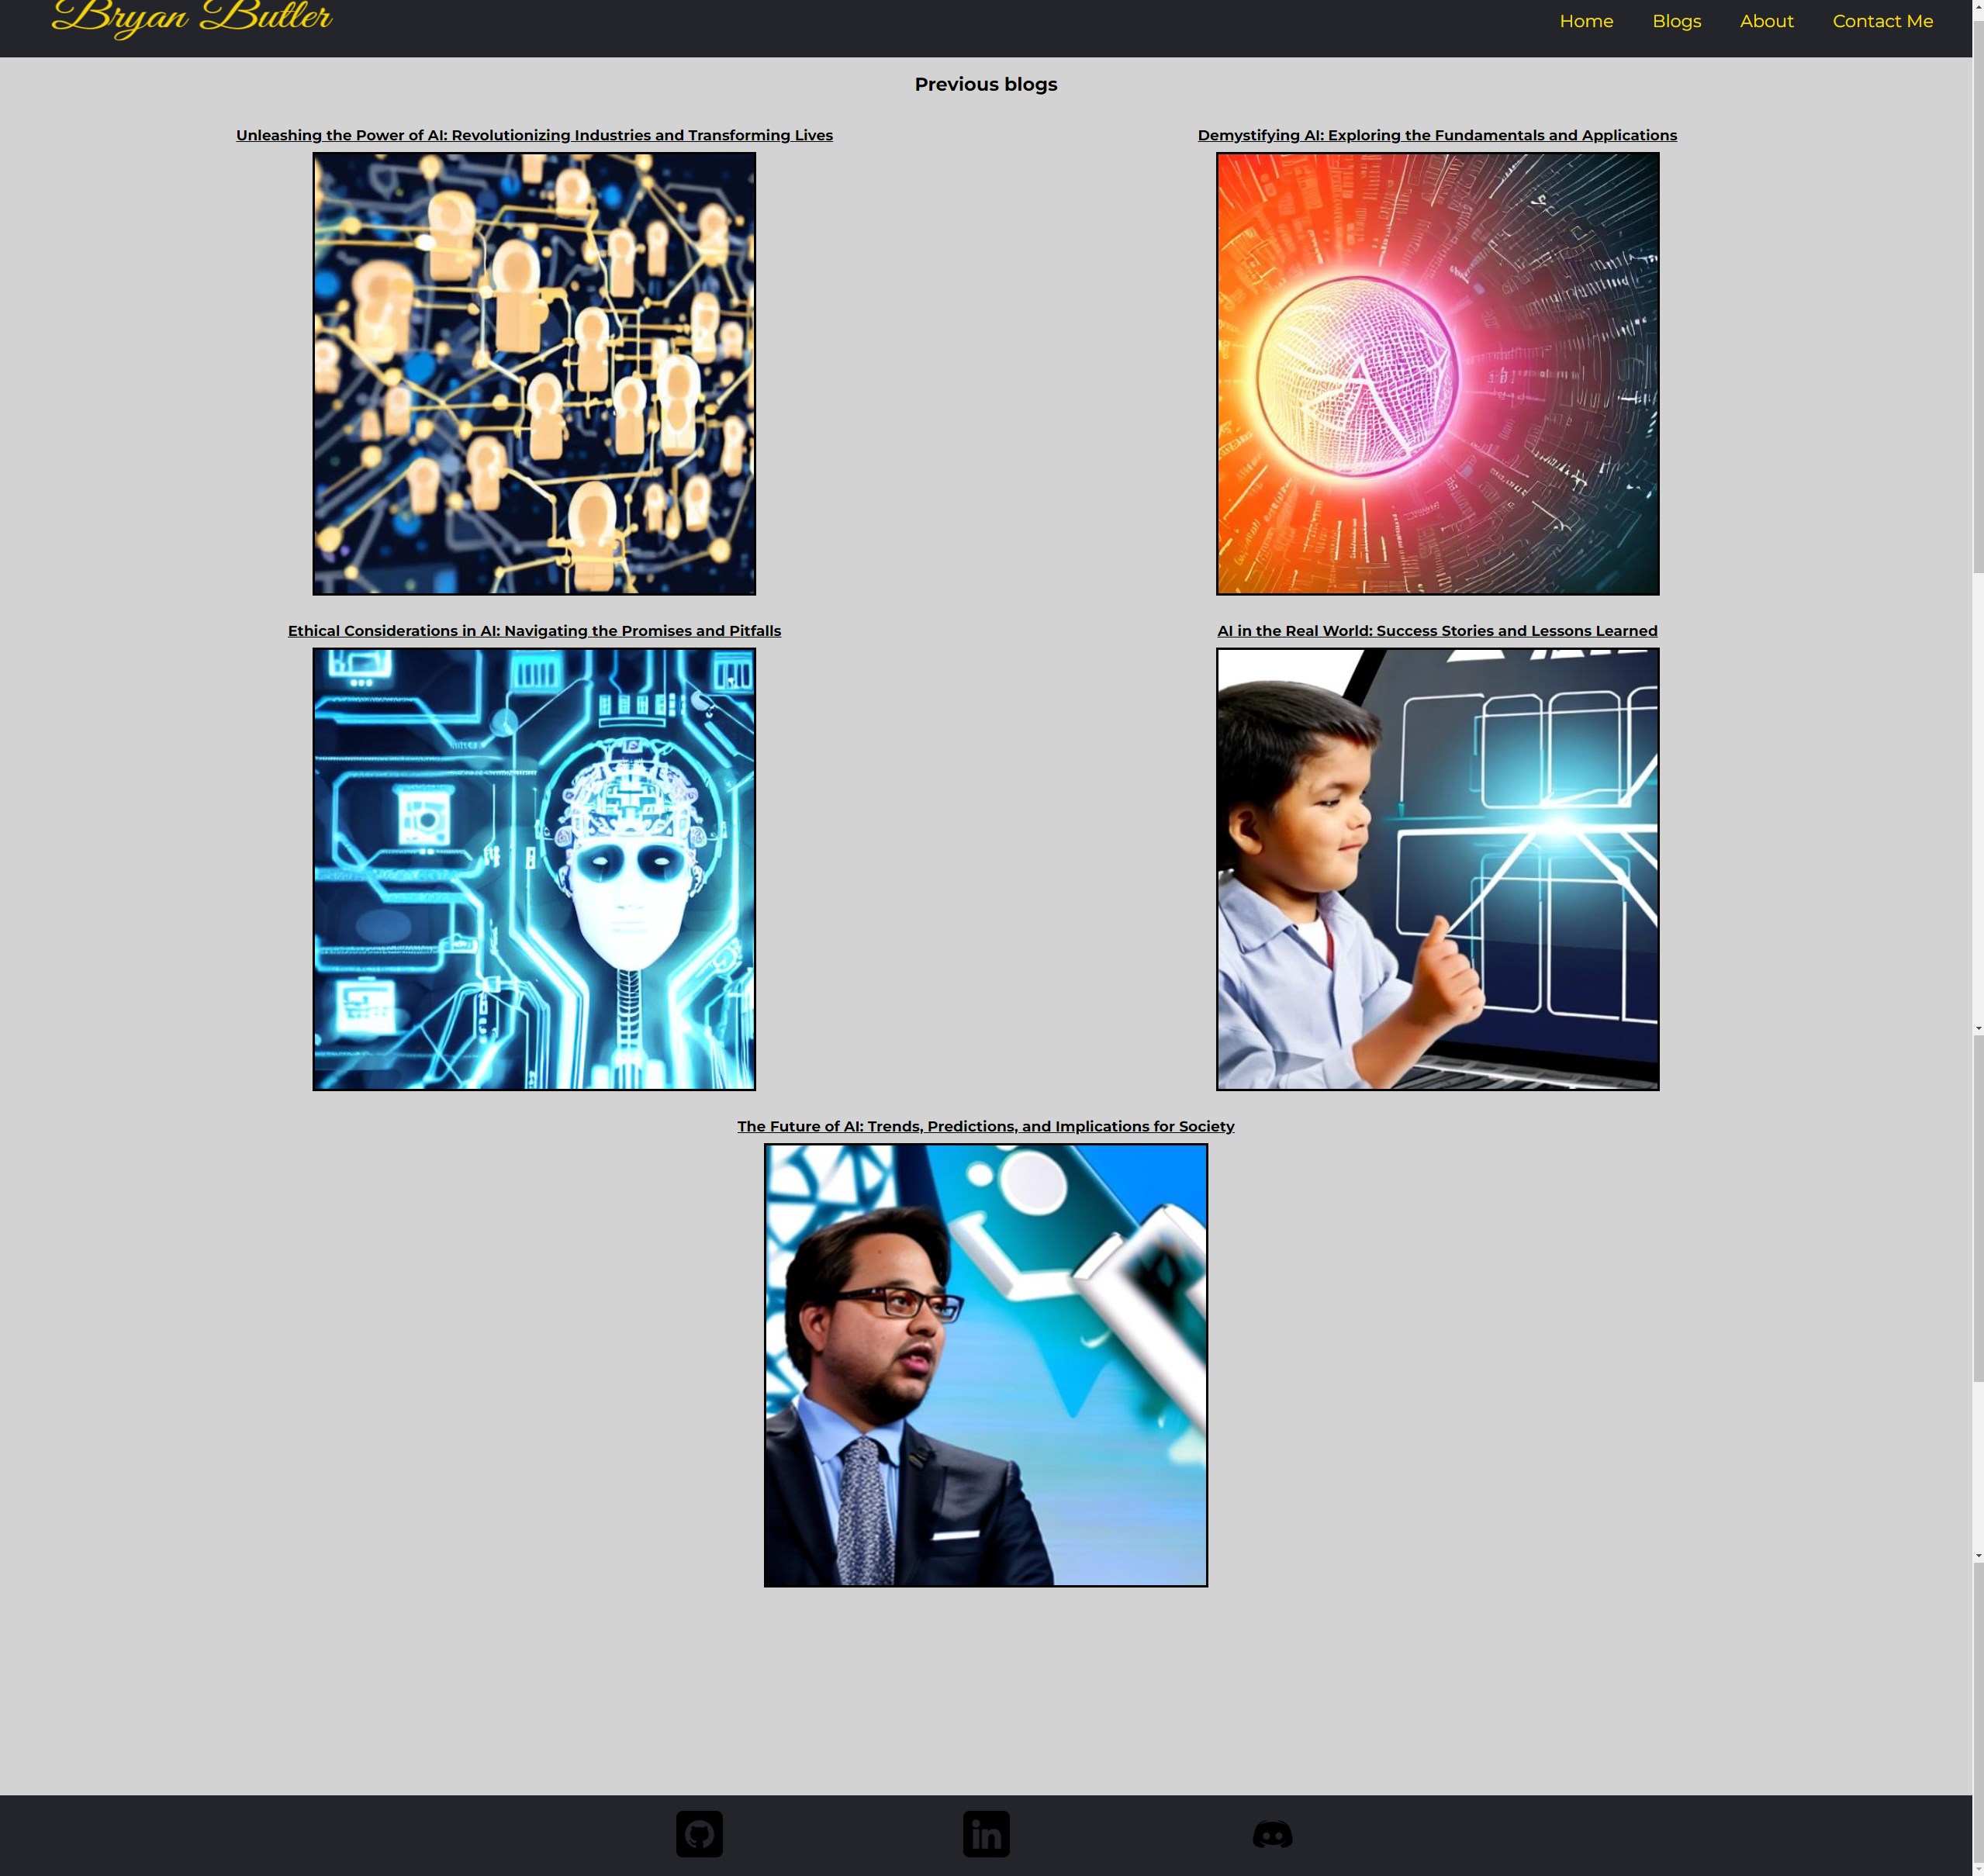 Bryan Butler
Home Blogs About Contact Me
Previous blogs
Unleashing the Power of AI: Revolutionizing Industries and Transforming Lives
Demystifying AI: Exploring the Fundamentals and Applications
Ethical Considerations in AI: Navigating the Promises and Pitfalls
AI in the Real World: Success Stories and Lessons Learned
The Future of AI: Trends, Predictions, and Implications for Society
in